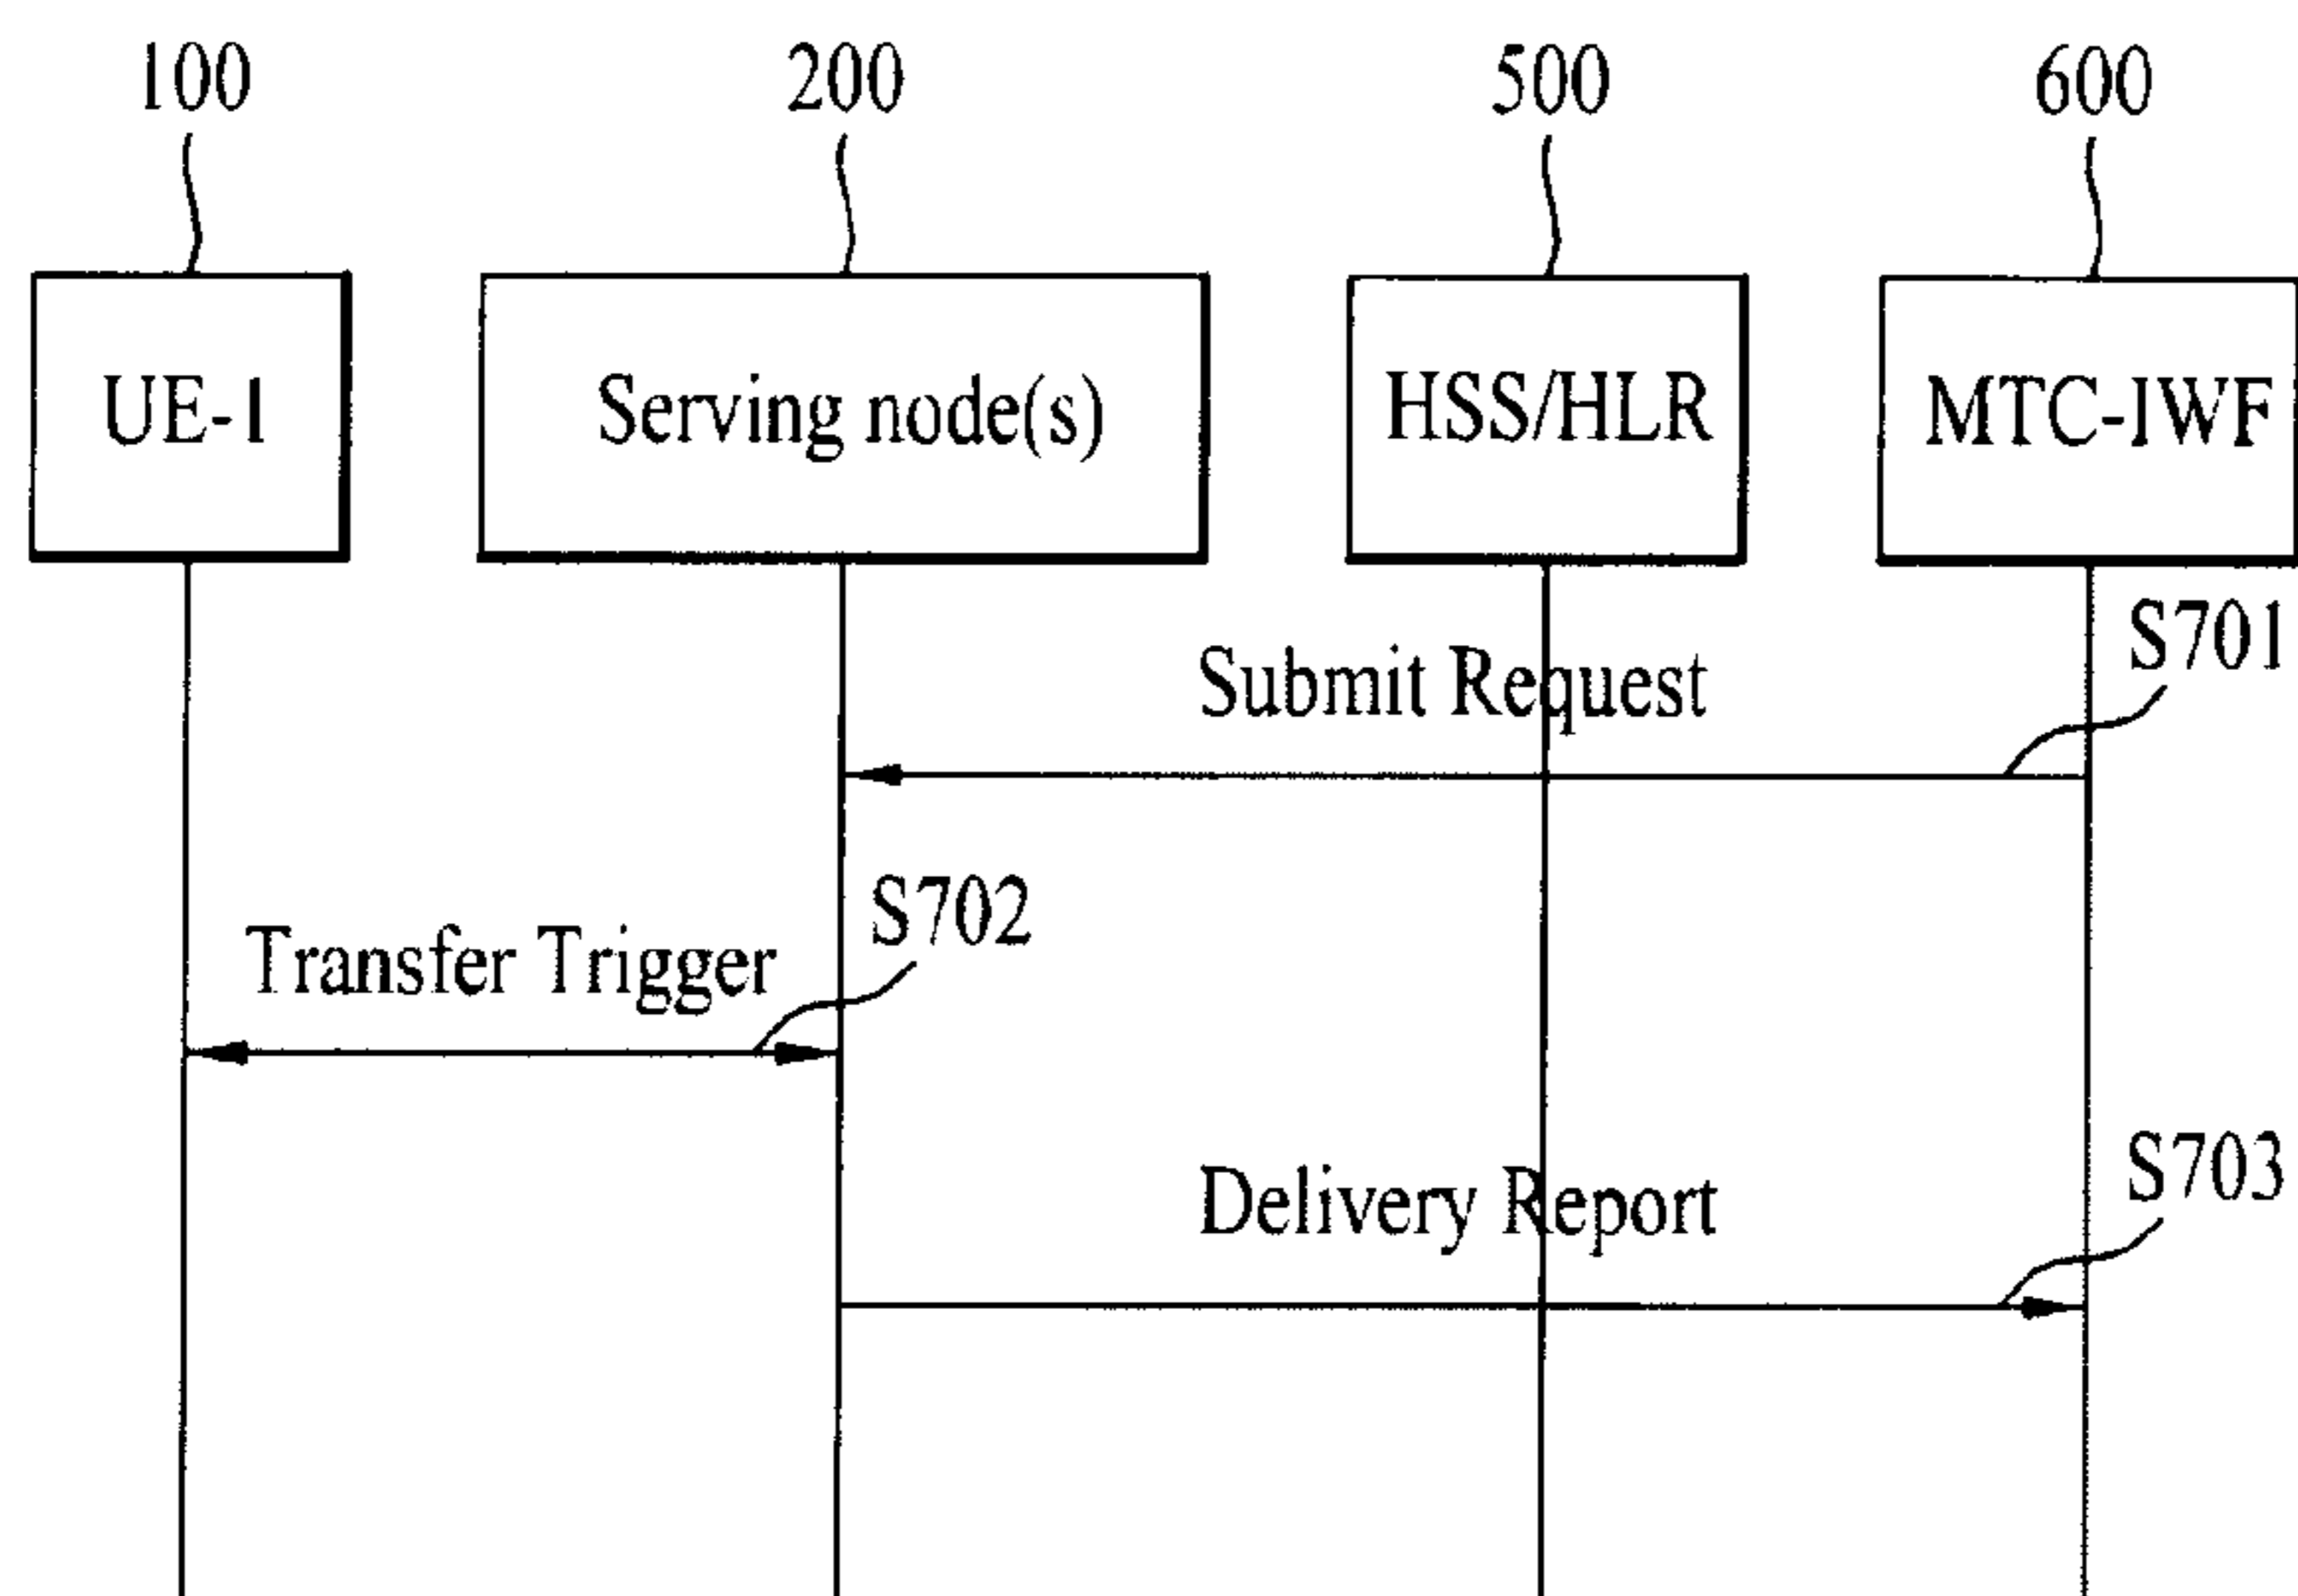 100 200 500 600
UE-1 Serving node(s) HSS/HLR MTC-IWF
S701
Submit Request
S702
Transfer Trigger
S703
Delivery Report